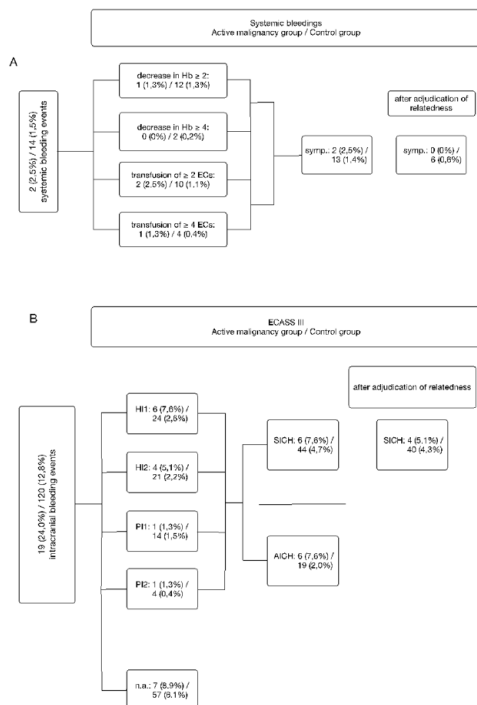 Systemic bleedings
Active malignancy group / Control group
A
2 (2,5%) / 14 (1,5%)
systemic bleeding events
decrease in Hb ≥ 2:
1 (1,3%) / 12 (1,3%)
decrease in Hb ≥ 4:
0 (0%) / 2 (0,2%)
transfusion of ≥ 2 ECs:
2 (2,5%) / 10 (1,1%)
transfusion of ≥ 4 ECs:
1 (1,3%) / 4 (0,4%)
symp.: 2 (2,5%) /
13 (1,4%)
after adjudication of
relatedness
symp.: 0 (0%) /
6 (0,6%)
B
ECASS III
Active malignancy group / Control group
19 (24,0%) / 120 (12,8%)
intracranial bleeding events
HI1: 6 (7,6%) /
24 (2,5%)
HI2: 4 (5,1%) /
21 (2,2%)
PI1: 1 (1,3%) /
14 (1,5%)
PI2: 1 (1,3%) /
4 (0,4%)
n.a.: 7 (8,9%) /
57 (6,1%)
SICH: 6 (7,6%) /
44 (4,7%)
AICH: 6 (7,6%) /
19 (2,0%)
after adjudication of relatedness
SICH: 4 (5,1%) /
40 (4,3%)